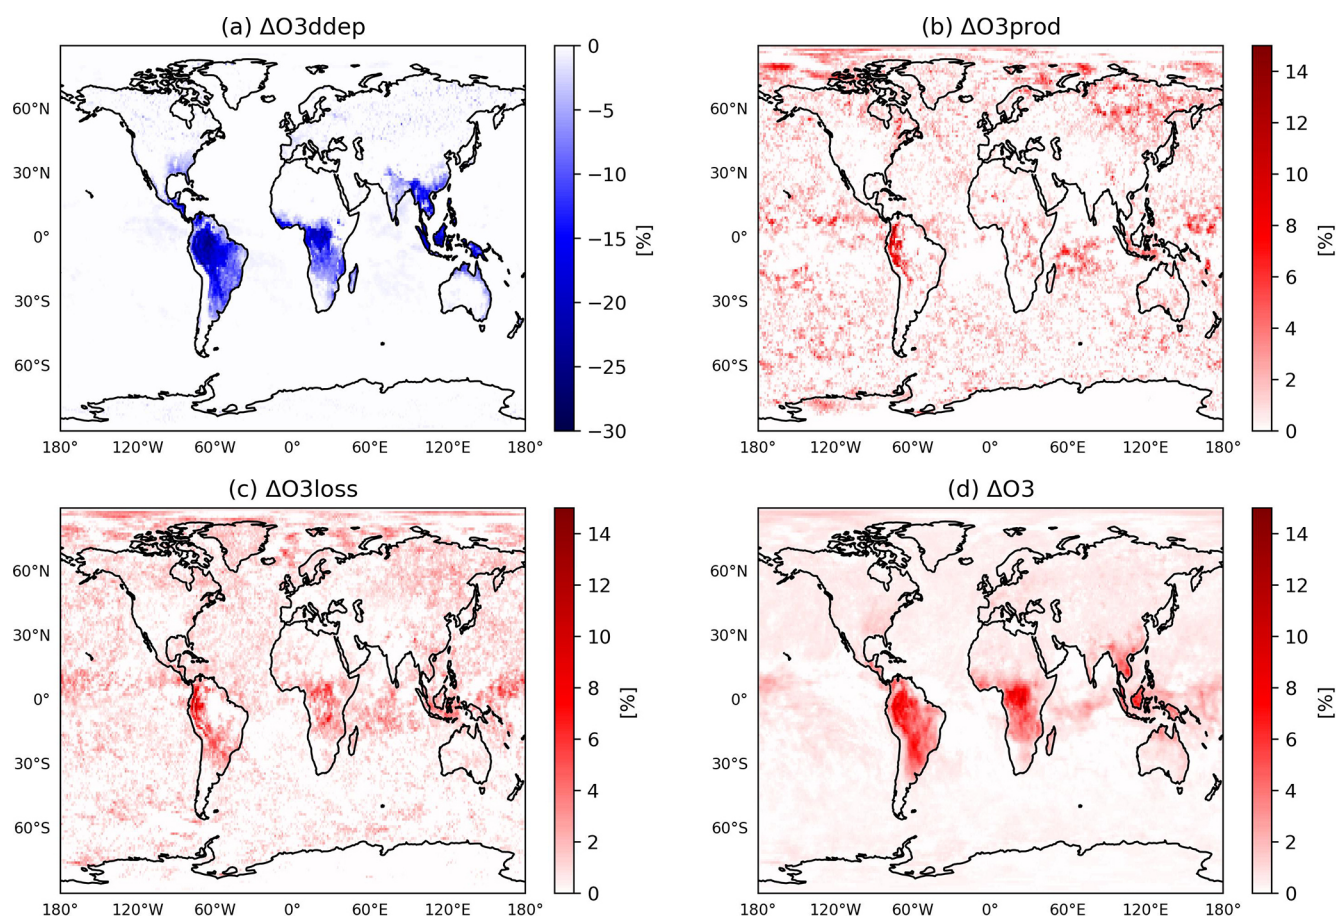 (a) ΔO3ddep
(b) ΔO3prod
60°N
30°N
0°
30°S
60°S
180°
120°W
60°W
0°
60°E
120°E
180°
0
−5
−10
−15
−20
−25
−30
[%]
60°N
30°N
0°
30°S
60°S
180°
120°W
60°W
0°
60°E
120°E
180°
14
12
10
8
6
4
2
0
[%]
(c) ΔO3loss
(d) ΔO3
60°N
30°N
0°
30°S
60°S
180°
120°W
60°W
0°
60°E
120°E
180°
14
12
10
8
6
4
2
0
[%]
60°N
30°N
0°
30°S
60°S
180°
120°W
60°W
0°
60°E
120°E
180°
14
12
10
8
6
4
2
0
[%]